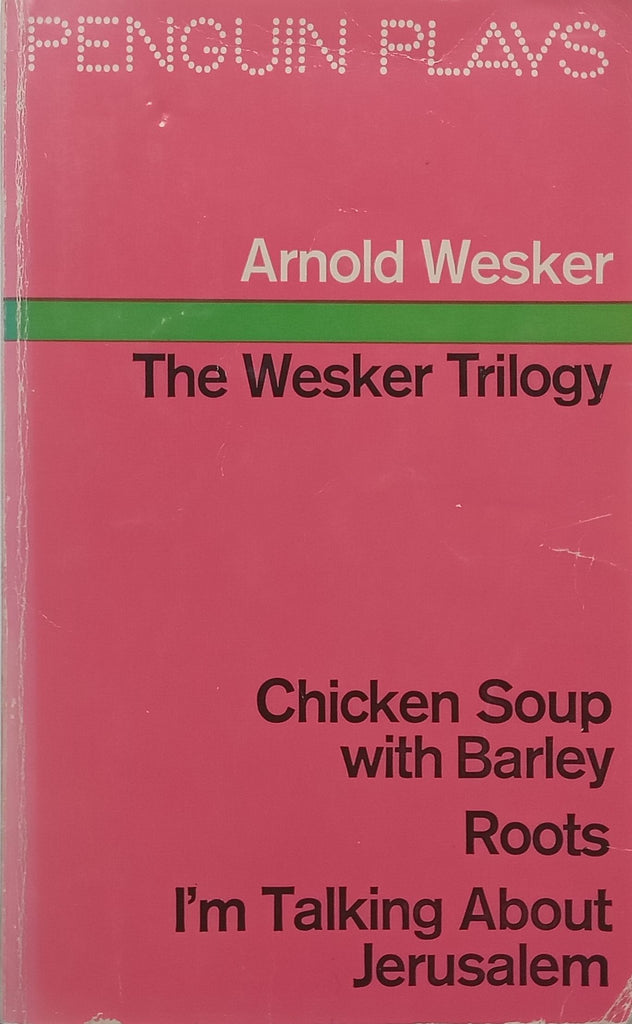 PENGUIN PLAYS
Arnold Wesker
The Wesker Trilogy
Chicken Soup
with Barley
Roots
I'm Talking About
Jerusalem